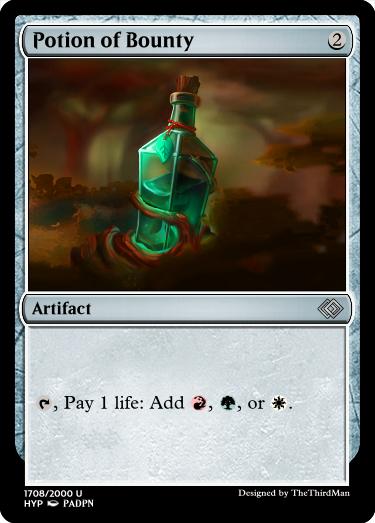 Potion of Bounty 2
Artifact
, Pay 1 life: Add , , or .
1708/2000 U
HYP PADPN
Designed by TheThirdMan